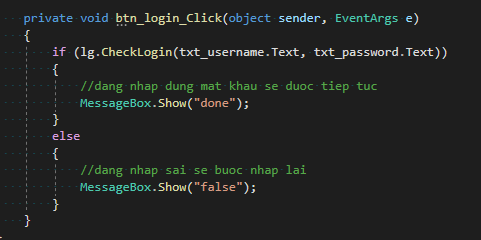 private void btn_login_Click(object sender, EventArgs e)
{
if (lg.CheckLogin(txt_username.Text, txt_password.Text))
{
//dang nhap dung mat khau se duoc tiep tuc
MessageBox.Show("done");
}
else
{
//dang nhap sai se buoc nhap lai
MessageBox.Show("false");
}
}